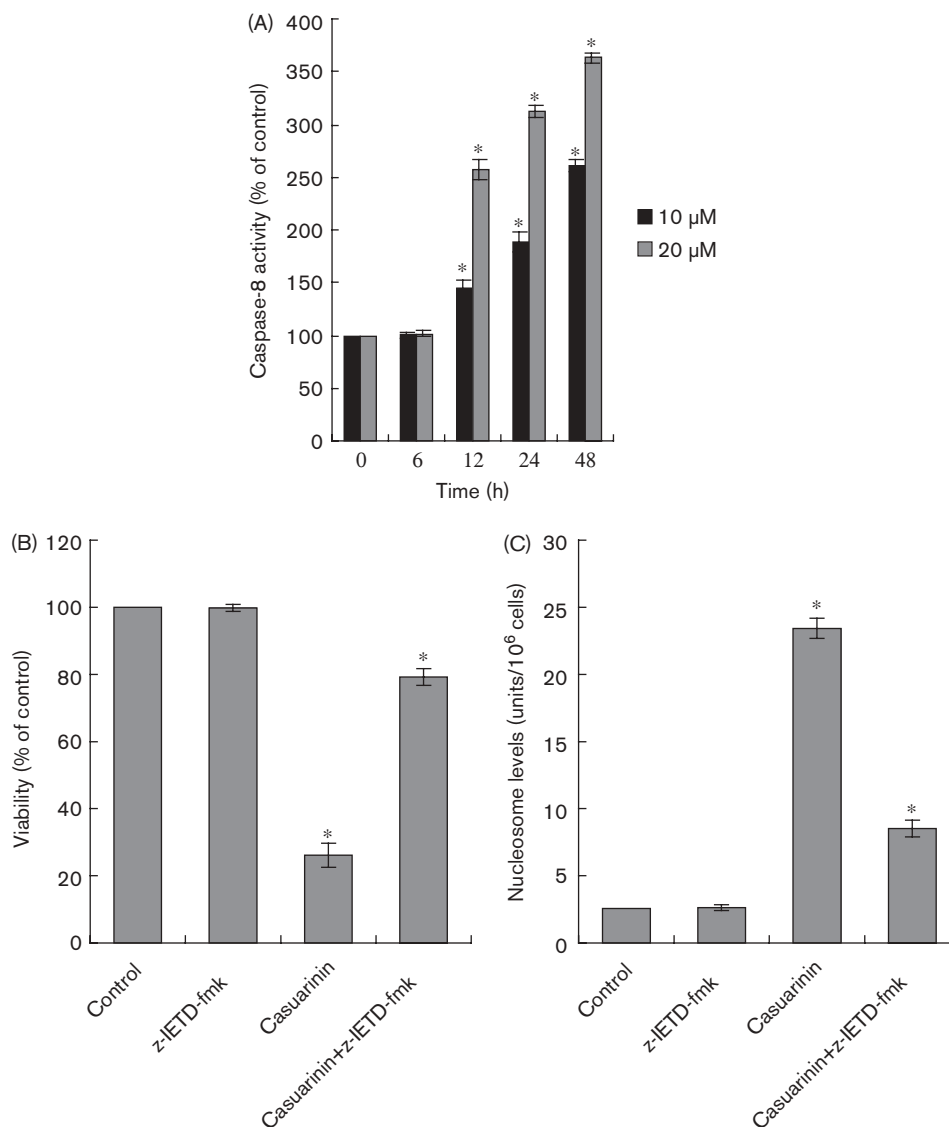 (A)
Caspase-8 activity (% of control)
400
350
300
250
200
150
100
50
0
*
*
*
*
*
*
0 6 12 24 48
Time (h)
10 µM
20 µM
(B)
Viability (% of control)
120
100
80
60
40
20
0
*
*
Control
z-IETD-fmk
Casuarinin
Casuarinin+z-IETD-fmk
(C)
Nucleosome levels (units/10⁶ cells)
30
25
20
15
10
5
0
*
*
Control
z-IETD-fmk
Casuarinin
Casuarinin+z-IETD-fmk